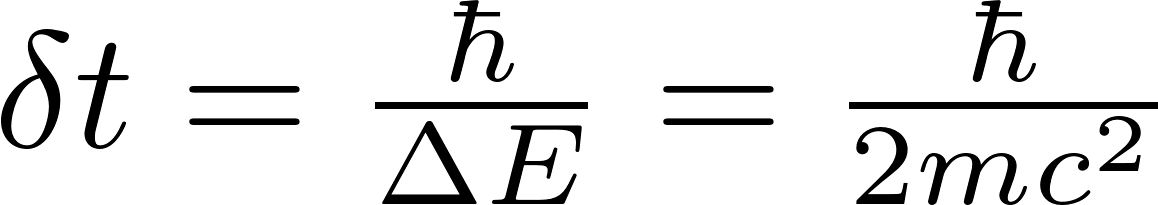 δt = ℏ/ΔE = ℏ/2mc²